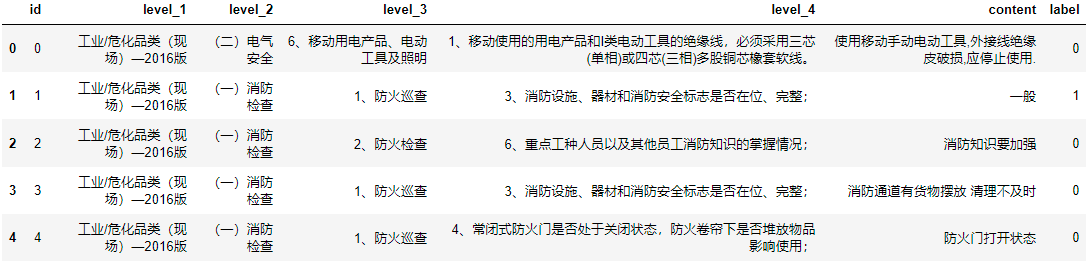 id level_1 level_2 level_3 level_4 content label
0 0 工业/危化品类（现 （二）电气 6、移动用电产品、电动 1、移动使用的用电产品和I类电动工具的绝缘线，必须采用三芯 使用移动手动电动工具,外接线绝缘 0
场）—2016版 安全 工具及照明 (单相)或四芯(三相)多股铜芯橡套软线。 皮破损,应停止使用.
1 1 工业/危化品类（现 （一）消防 1、防火巡查 3、消防设施、器材和消防安全标志是否在位、完整； 一般 1
场）—2016版 检查
2 2 工业/危化品类（现 （一）消防 2、防火检查 6、重点工种人员以及其他员工消防知识的掌握情况； 消防知识要加强 0
场）—2016版 检查
3 3 工业/危化品类（现 （一）消防 1、防火巡查 3、消防设施、器材和消防安全标志是否在位、完整； 消防通道有货物摆放 清理不及时 0
场）—2016版 检查
4 4 工业/危化品类（现 （一）消防 1、防火巡查 4、常闭式防火门是否处于关闭状态，防火卷帘下是否堆放物品 防火门打开状态 0
场）—2016版 检查 影响使用；